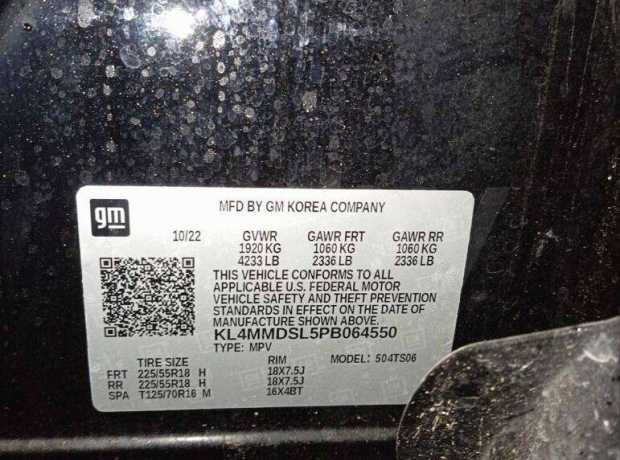 gm
MFD BY GM KOREA COMPANY
10/22 GVWR GAWR FRT GAWR RR
1920 KG 1060 KG 1060 KG
4233 LB 2336 LB 2336 LB
THIS VEHICLE CONFORMS TO ALL
APPLICABLE U.S. FEDERAL MOTOR
VEHICLE SAFETY AND THEFT PREVENTION
STANDARDS IN EFFECT ON THE DATE OF
MANUFACTURE SHOWN ABOVE.
KL4MMDSL5PB064550
TYPE: MPV MODEL: 504TS06
TIRE SIZE RIM
FRT 225/55R18 H 18X7.5J
RR 225/55R18 H 18X7.5J
SPA T125/70R16 M 16X4BT